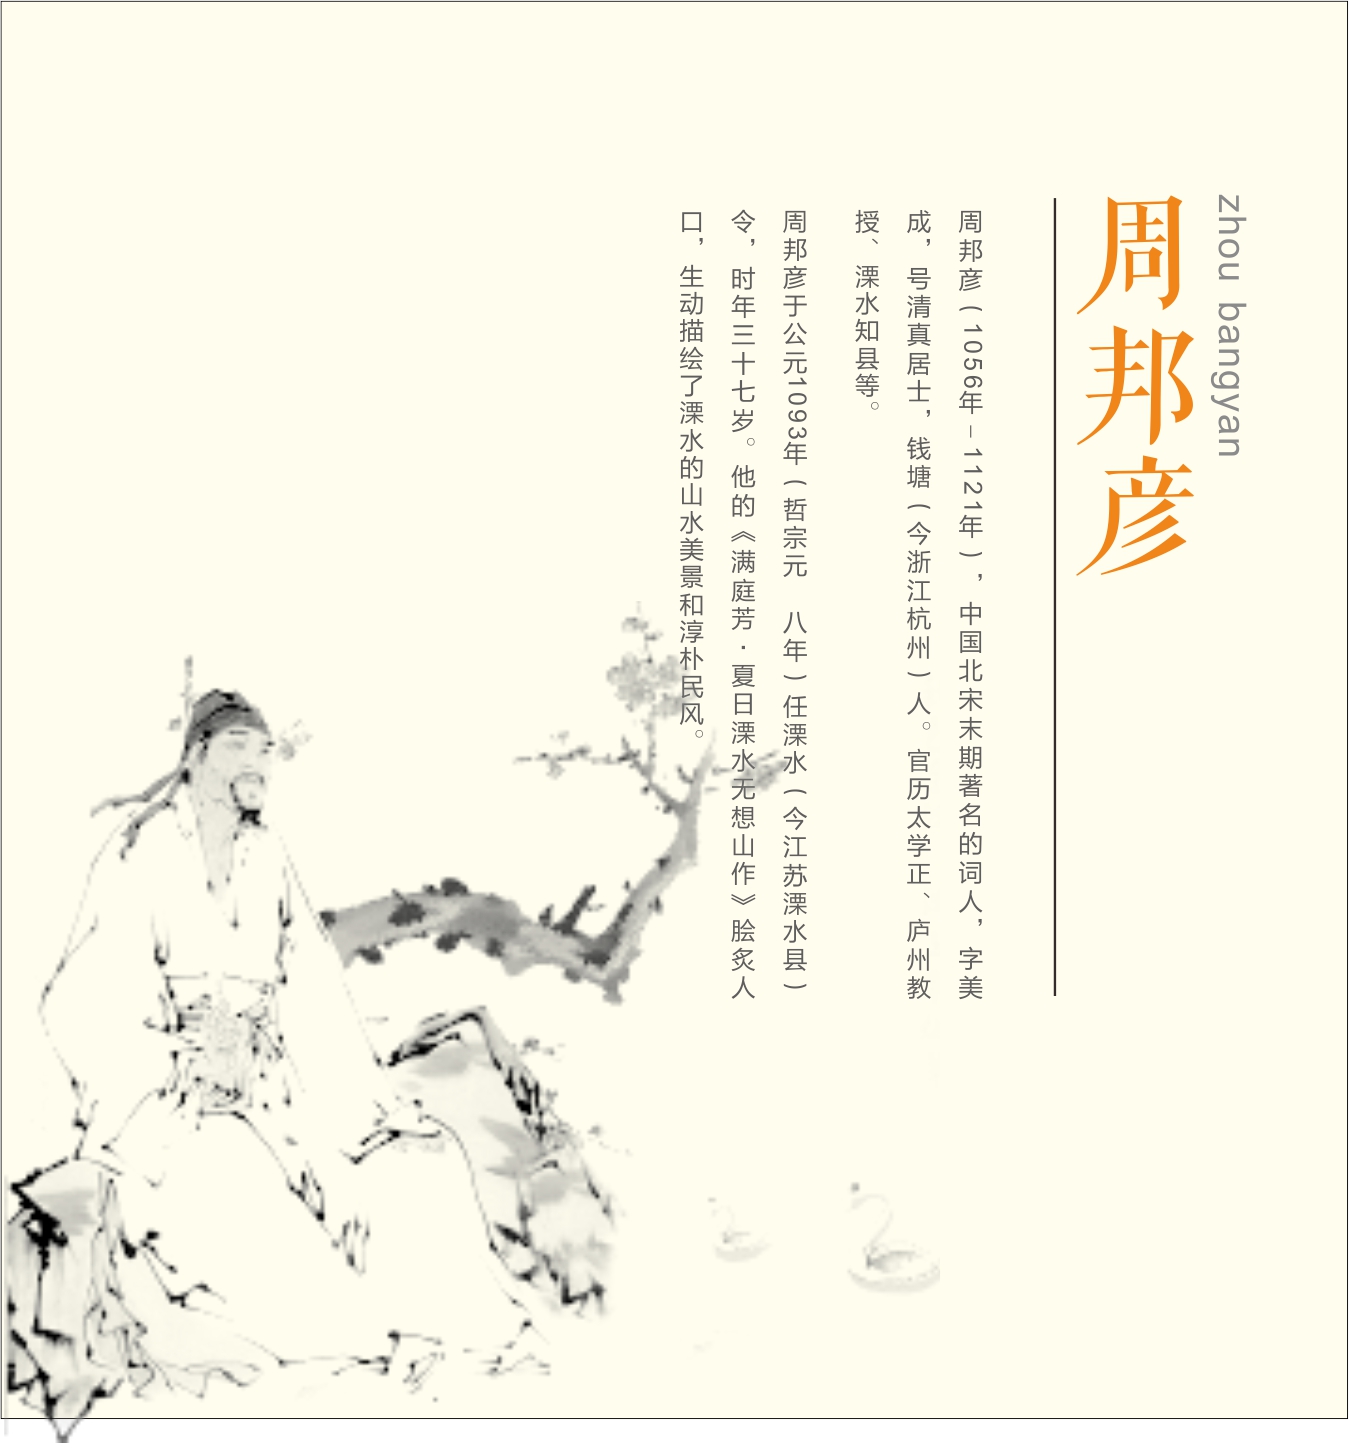 zhou bangyan
周邦彦
周邦彦(1056年–1121年),中国北宋末期著名的词人,字美
成,号清真居士,钱塘(今浙江杭州)人。官历太学正、庐州教
授、溧水知县等。
周邦彦于公元1093年(哲宗元 八年)任溧水(今江苏溧水县)
令,时年三十七岁。他的《满庭芳·夏日溧水无想山作》脍炙人
口,生动描绘了溧水的山水美景和淳朴民风。